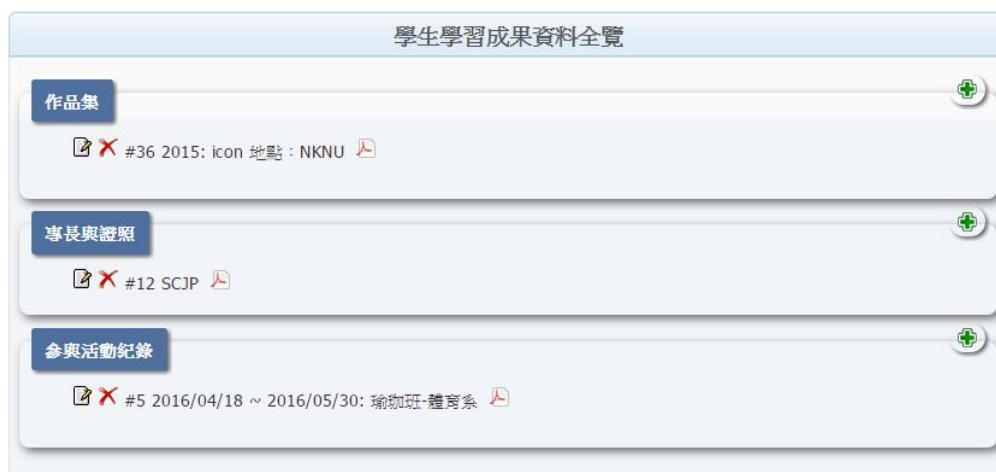 學生學習成果資料全覽
作品集
#36 2015: icon 地點：NKNU
專長與證照
#12 SCJP
參與活動紀錄
#5 2016/04/18 ~ 2016/05/30: 瑜珈班-體育系